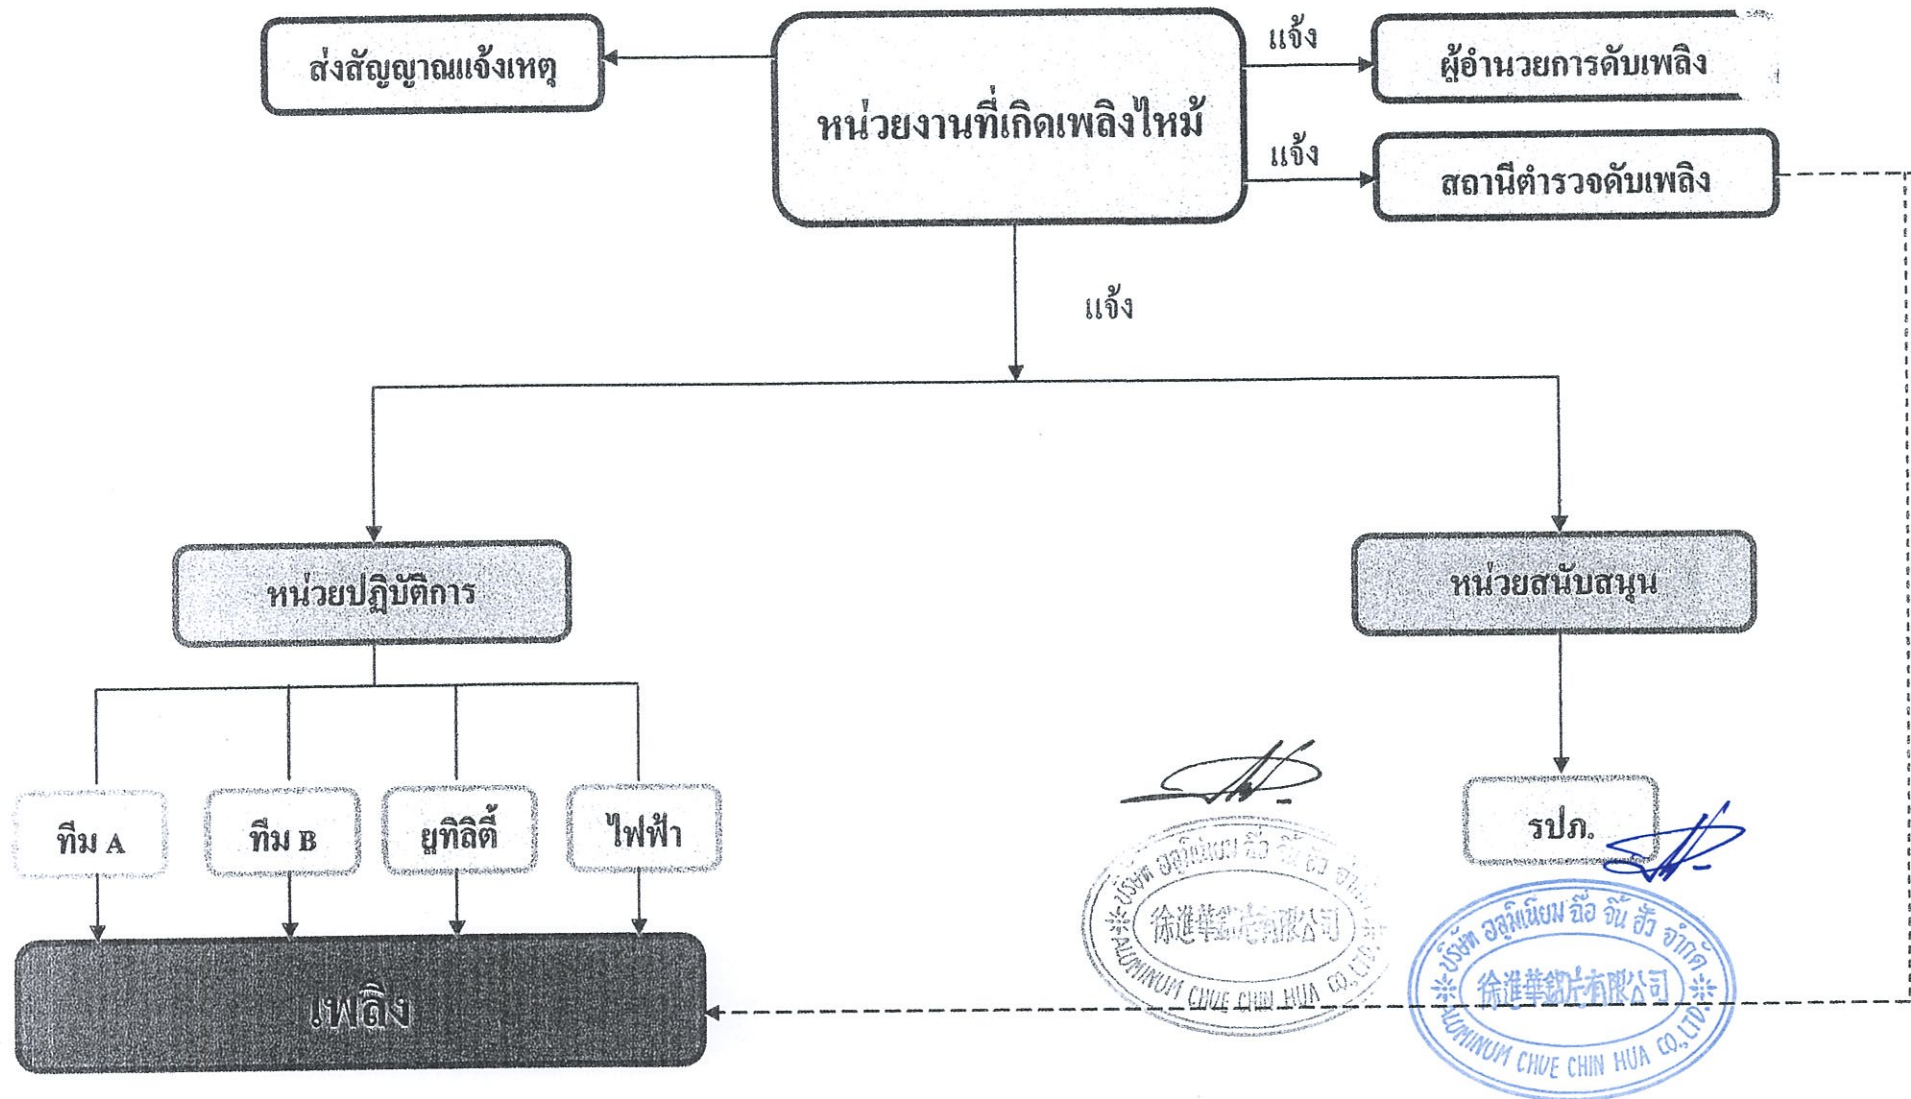 ส่งสัญญาณแจ้งเหตุ
หน่วยงานที่เกิดเพลิงไหม้
แจ้ง
ผู้อำนวยการดับเพลิง
แจ้ง
สถานีตำรวจดับเพลิง
แจ้ง
หน่วยปฏิบัติการ
หน่วยสนับสนุน
ทีม A
ทีม B
ยูทิลิตี้
ไฟฟ้า
รปภ.
เพลิง
บริษัท อลูมิเนียม ฉื่อ จิ้น ฮัว จำกัด
徐進華鋁片有限公司
ALUMINUM CHUE CHIN HUA CO., LTD.
บริษัท อลูมิเนียม ฉื่อ จิ้น ฮัว จำกัด
徐進華鋁片有限公司
ALUMINUM CHUE CHIN HUA CO., LTD.